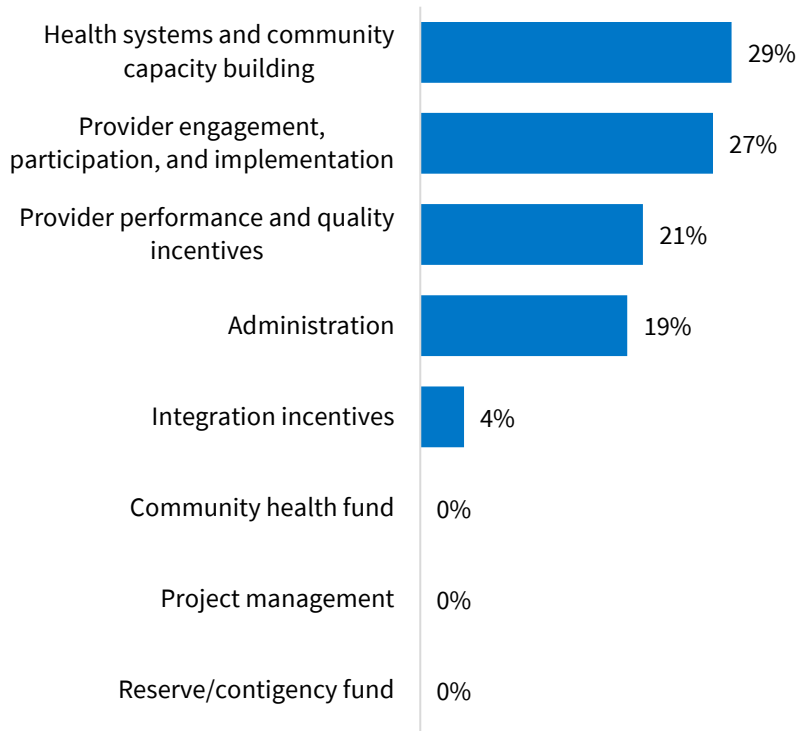 Health systems and community
capacity building
29%
Provider engagement,
participation, and implementation
27%
Provider performance and quality
incentives
21%
Administration
19%
Integration incentives
4%
Community health fund
0%
Project management
0%
Reserve/contigency fund
0%